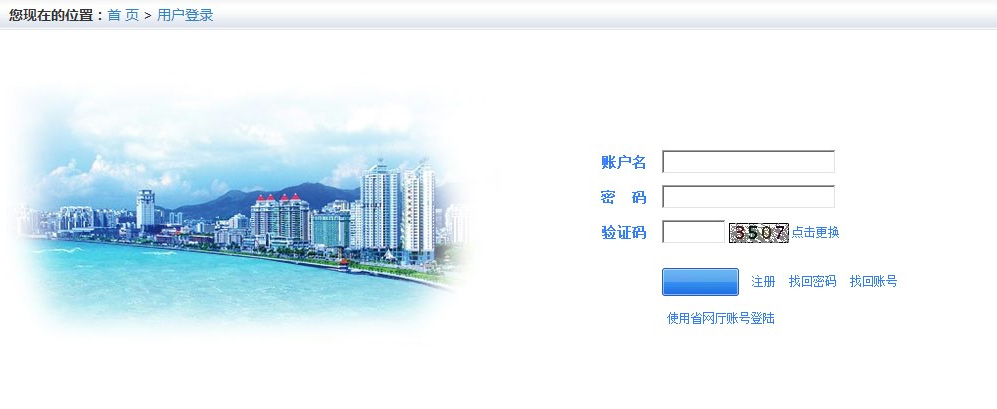 您现在的位置：首 页 > 用户登录
账户名
密 码
验证码 3507 点击更换
注册 找回密码 找回账号
使用省网厅账号登陆